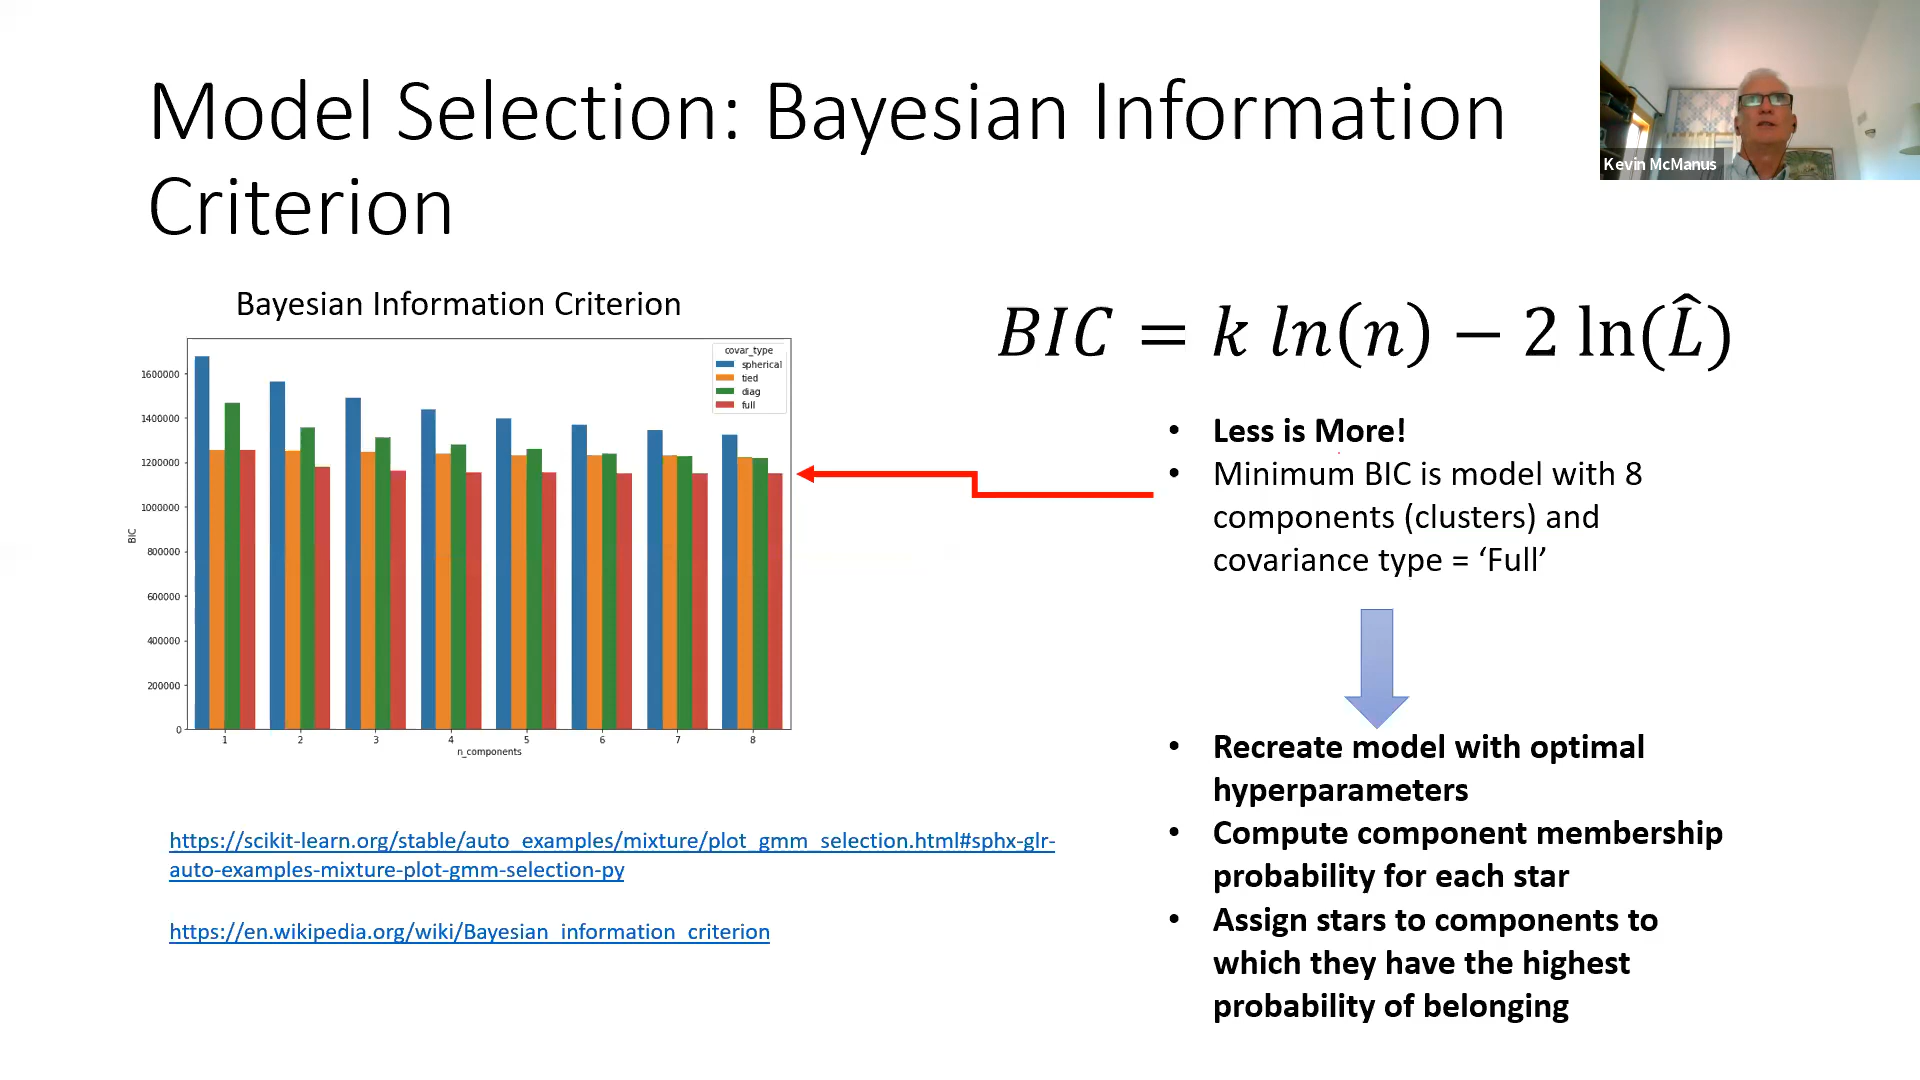 Model Selection: Bayesian Information
Criterion
Kevin McManus
Bayesian Information Criterion
covar_type
spherical
tied
diag
full
1600000
1400000
1200000
1000000
800000
600000
400000
200000
0
BIC
1 2 3 4 5 6 7 8
n_components
https://scikit-learn.org/stable/auto_examples/mixture/plot_gmm_selection.html#sphx-glr-
auto-examples-mixture-plot-gmm-selection-py
https://en.wikipedia.org/wiki/Bayesian_information_criterion
BIC = k ln(n) − 2 ln(L̂)
• Less is More!
• Minimum BIC is model with 8
components (clusters) and
covariance type = ‘Full’
• Recreate model with optimal
hyperparameters
• Compute component membership
probability for each star
• Assign stars to components to
which they have the highest
probability of belonging